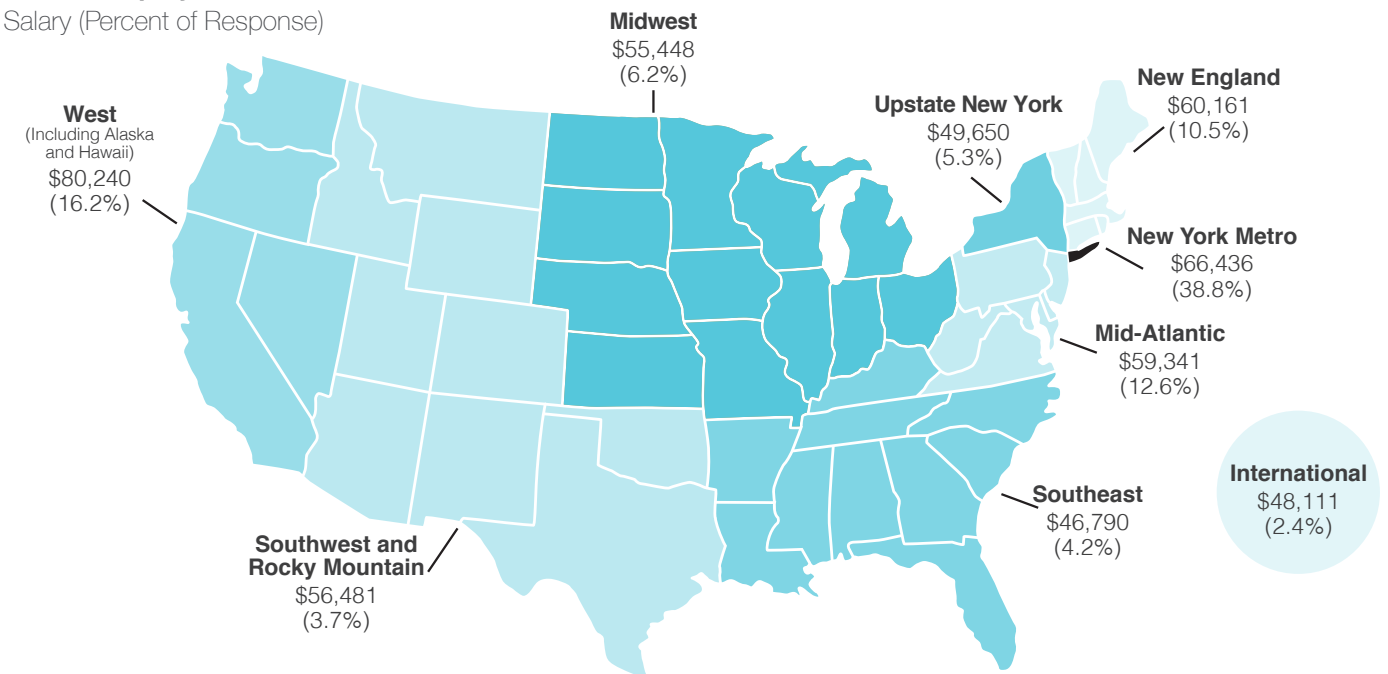 Salary (Percent of Response)
Midwest
$55,448
(6.2%)
New England
$60,161
(10.5%)
Upstate New York
$49,650
(5.3%)
West
(Including Alaska
and Hawaii)
$80,240
(16.2%)
New York Metro
$66,436
(38.8%)
Mid-Atlantic
$59,341
(12.6%)
International
$48,111
(2.4%)
Southeast
$46,790
(4.2%)
Southwest and
Rocky Mountain
$56,481
(3.7%)